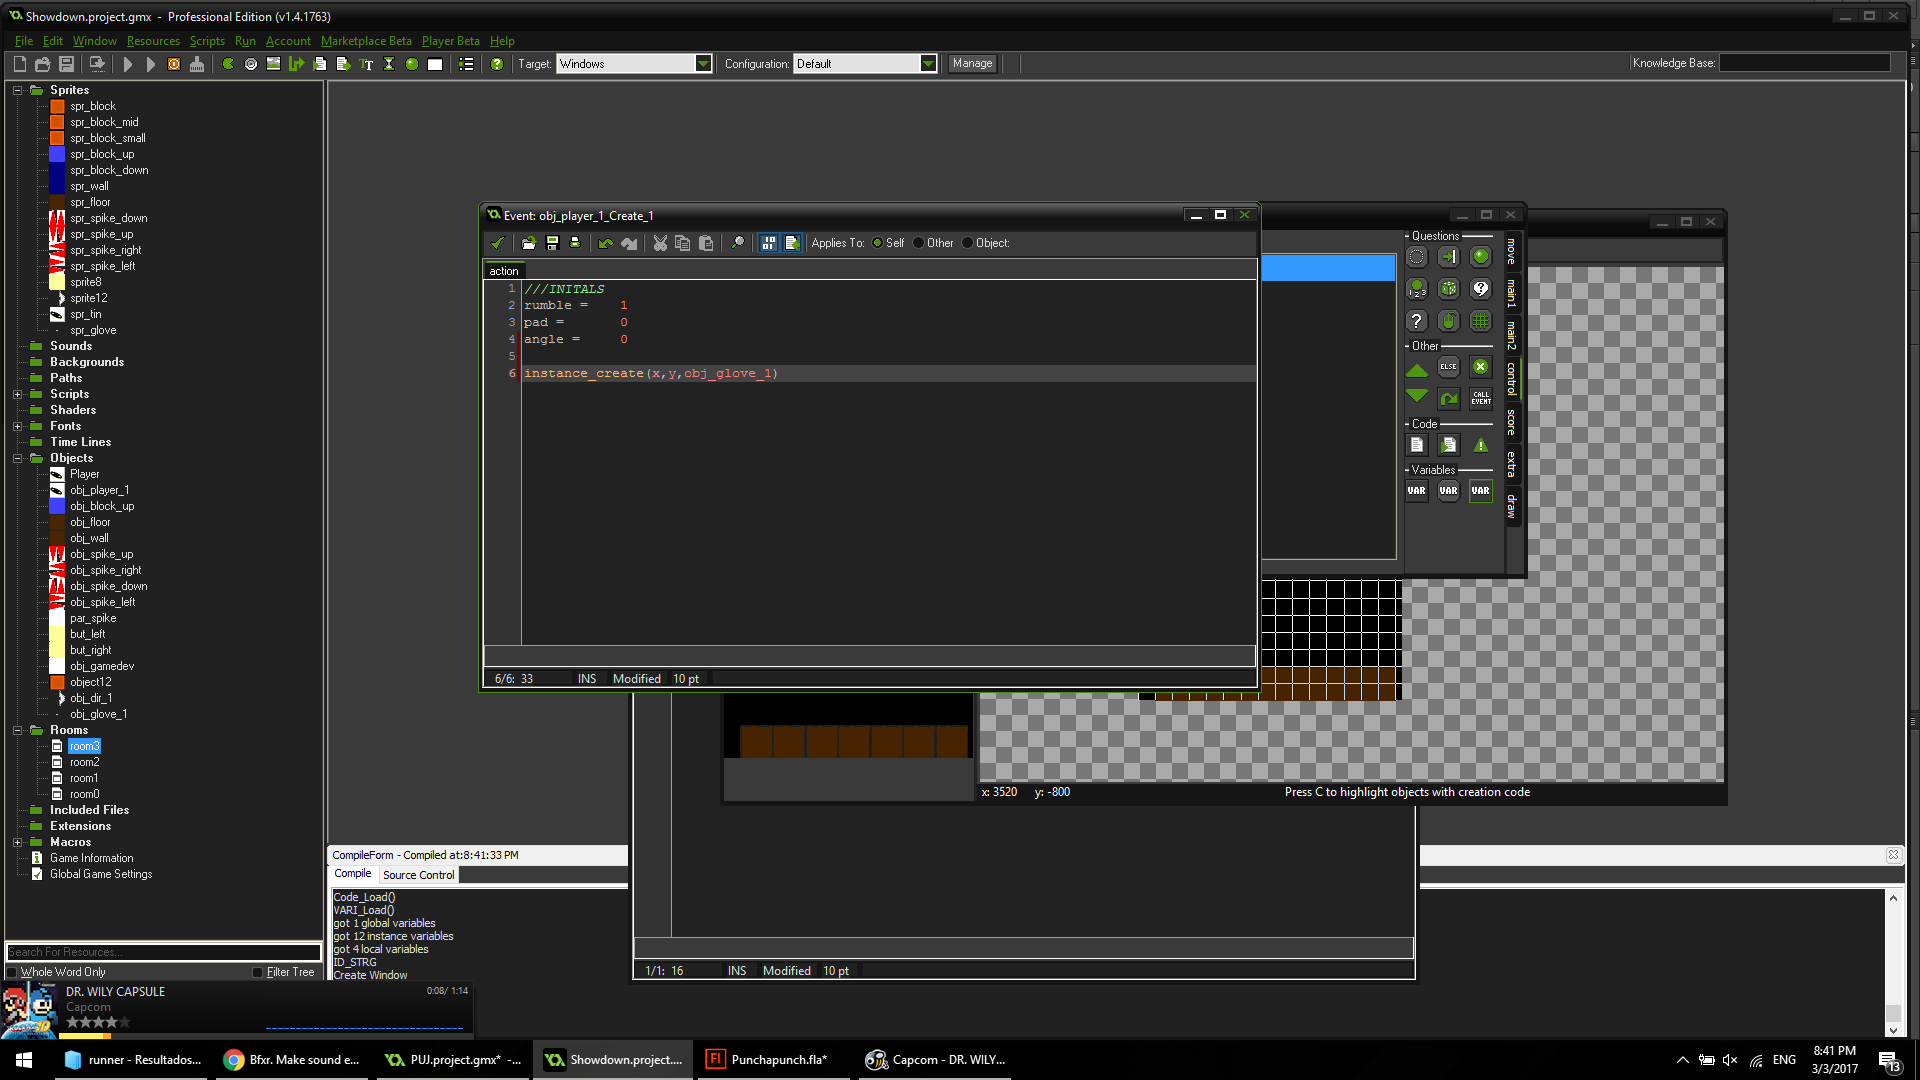 Showdown.project.gmx - Professional Edition (v1.4.1763)
File Edit Window Resources Scripts Run Account Marketplace Beta Player Beta Help
Target: Windows Configuration: Default Manage Knowledge Base:
Sprites
spr_block
spr_block_mid
spr_block_small
spr_block_up
spr_block_down
spr_wall
spr_floor
spr_spike_down
spr_spike_up
spr_spike_right
spr_spike_left
sprite8
sprite12
spr_tin
spr_glove
Sounds
Backgrounds
Paths
Scripts
Shaders
Fonts
Time Lines
Objects
Player
obj_player_1
obj_block_up
obj_floor
obj_wall
obj_spike_up
obj_spike_right
obj_spike_down
obj_spike_left
par_spike
but_left
but_right
obj_gamedev
object12
obj_dir_1
obj_glove_1
Rooms
room3
room2
room1
room0
Included Files
Extensions
Macros
Game Information
Global Game Settings
Search For Resources...
Whole Word Only Filter Tree
Event: obj_player_1_Create_1
Applies To: Self Other Object:
action
1 ///INITALS
2 rumble = 1
3 pad = 0
4 angle = 0
5
6 instance_create(x,y,obj_glove_1)
6/6: 33 INS Modified 10 pt
Questions
Other
ELSE
CALL EVENT
Code
Variables
VAR VAR VAR
move
main1
main2
control
score
extra
draw
x: 3520 y: -800 Press C to highlight objects with creation code
CompileForm - Compiled at:8:41:33 PM
Compile Source Control
Code_Load()
VARI_Load()
got 1 global variables
got 12 instance variables
got 4 local variables
ID_STRG
Create Window
1/1: 16 INS Modified 10 pt
DR. WILY CAPSULE 0:08/ 1:14
Capcom
runner - Resultados...
Bfxr. Make sound e...
PUJ.project.gmx* -...
Showdown.project....
Punchapunch.fla*
Capcom - DR. WILY...
ENG
8:41 PM
3/3/2017
13